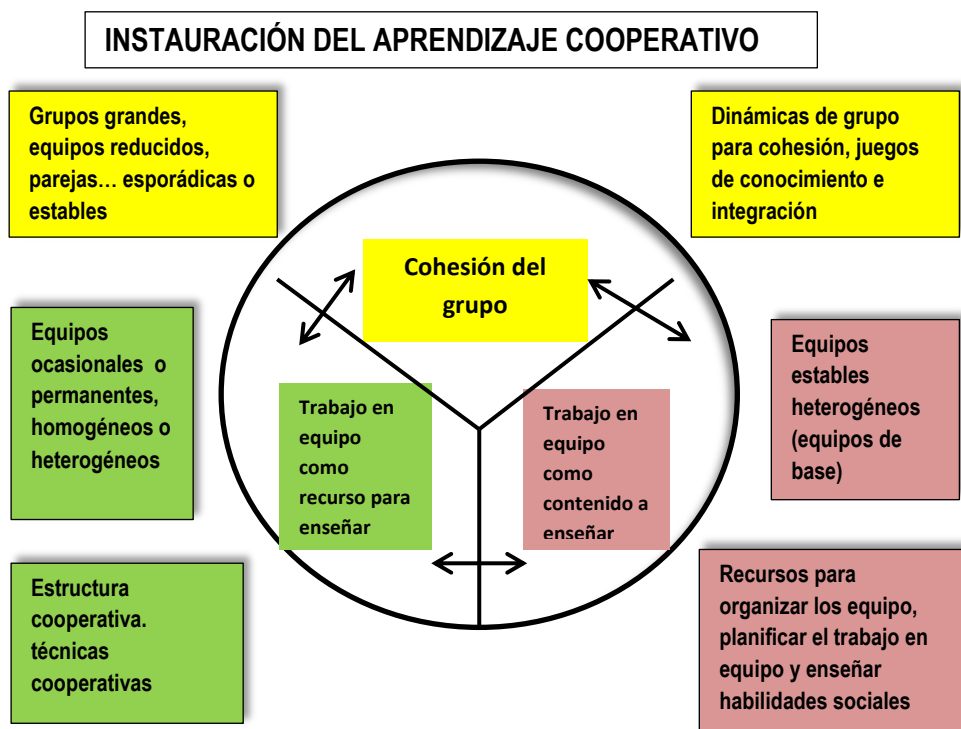 INSTAURACIÓN DEL APRENDIZAJE COOPERATIVO
Grupos grandes,
equipos reducidos,
parejas… esporádicas o
estables
Dinámicas de grupo
para cohesión, juegos
de conocimiento e
integración
Cohesión del
grupo
Equipos
ocasionales o
permanentes,
homogéneos o
heterogéneos
Equipos
estables
heterogéneos
(equipos de
base)
Trabajo en
equipo
como
recurso para
enseñar
Trabajo en
equipo
como
contenido a
enseñar
Estructura
cooperativa.
técnicas
cooperativas
Recursos para
organizar los equipo,
planificar el trabajo en
equipo y enseñar
habilidades sociales